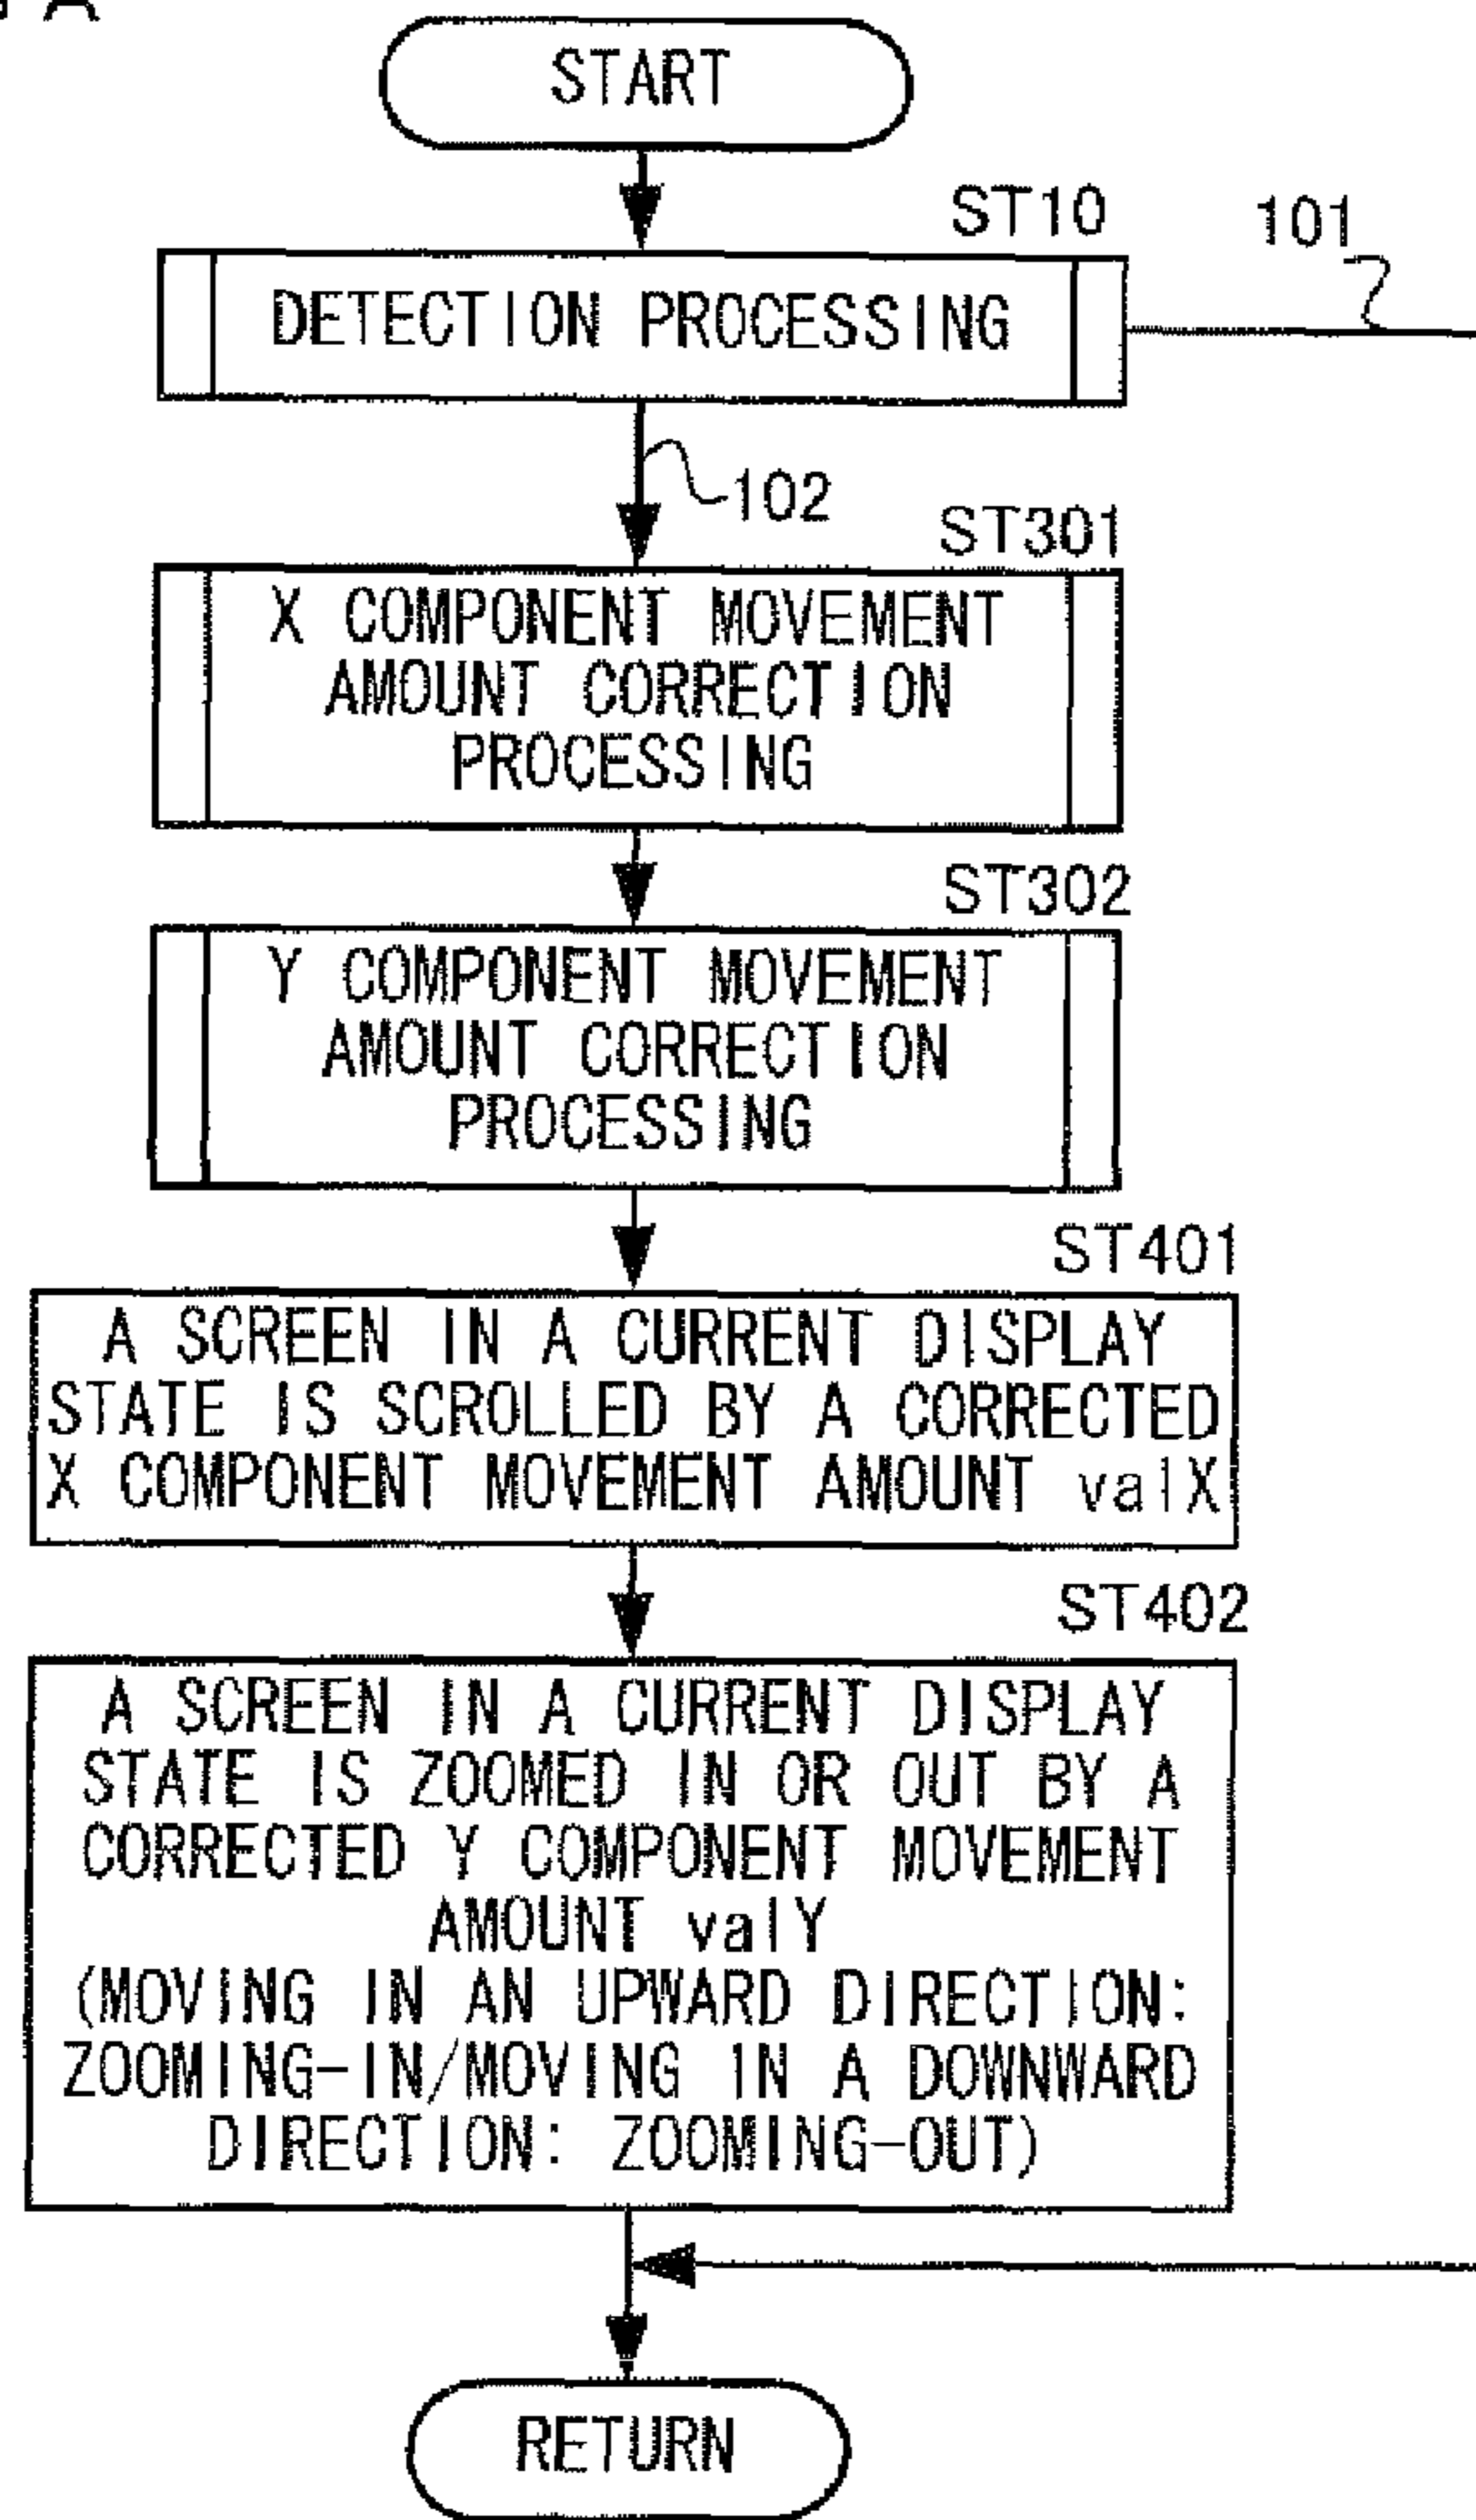 A
START
ST10
101
DETECTION PROCESSING
102
ST301
X COMPONENT MOVEMENT
AMOUNT CORRECTION
PROCESSING
ST302
Y COMPONENT MOVEMENT
AMOUNT CORRECTION
PROCESSING
ST401
A SCREEN IN A CURRENT DISPLAY
STATE IS SCROLLED BY A CORRECTED
X COMPONENT MOVEMENT AMOUNT valX
ST402
A SCREEN IN A CURRENT DISPLAY
STATE IS ZOOMED IN OR OUT BY A
CORRECTED Y COMPONENT MOVEMENT
AMOUNT valY
(MOVING IN AN UPWARD DIRECTION:
ZOOMING-IN/MOVING IN A DOWNWARD
DIRECTION: ZOOMING-OUT)
RETURN